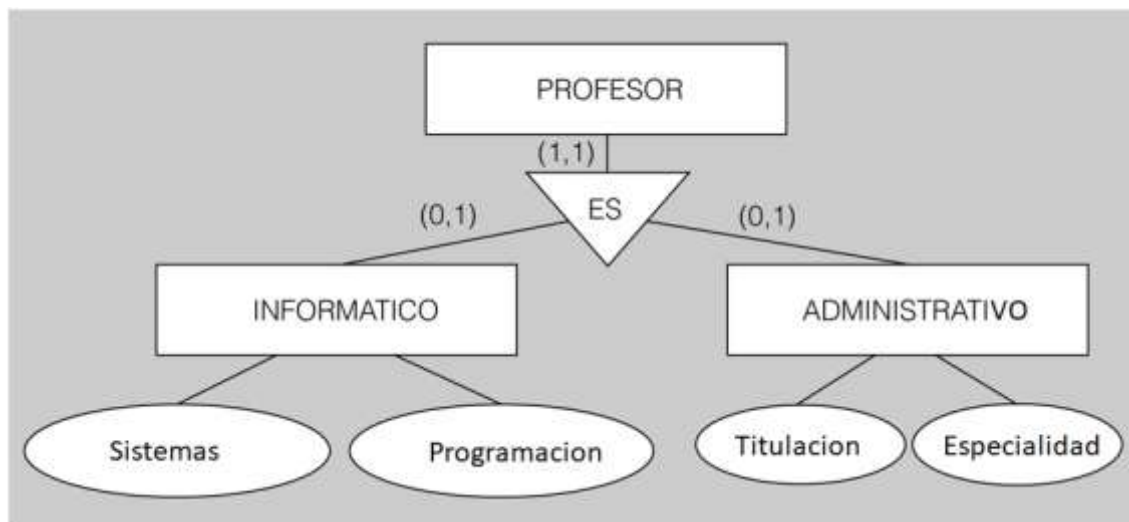 PROFESOR
(1,1)
ES
(0,1)
(0,1)
INFORMATICO
ADMINISTRATIVO
Sistemas
Programacion
Titulacion
Especialidad